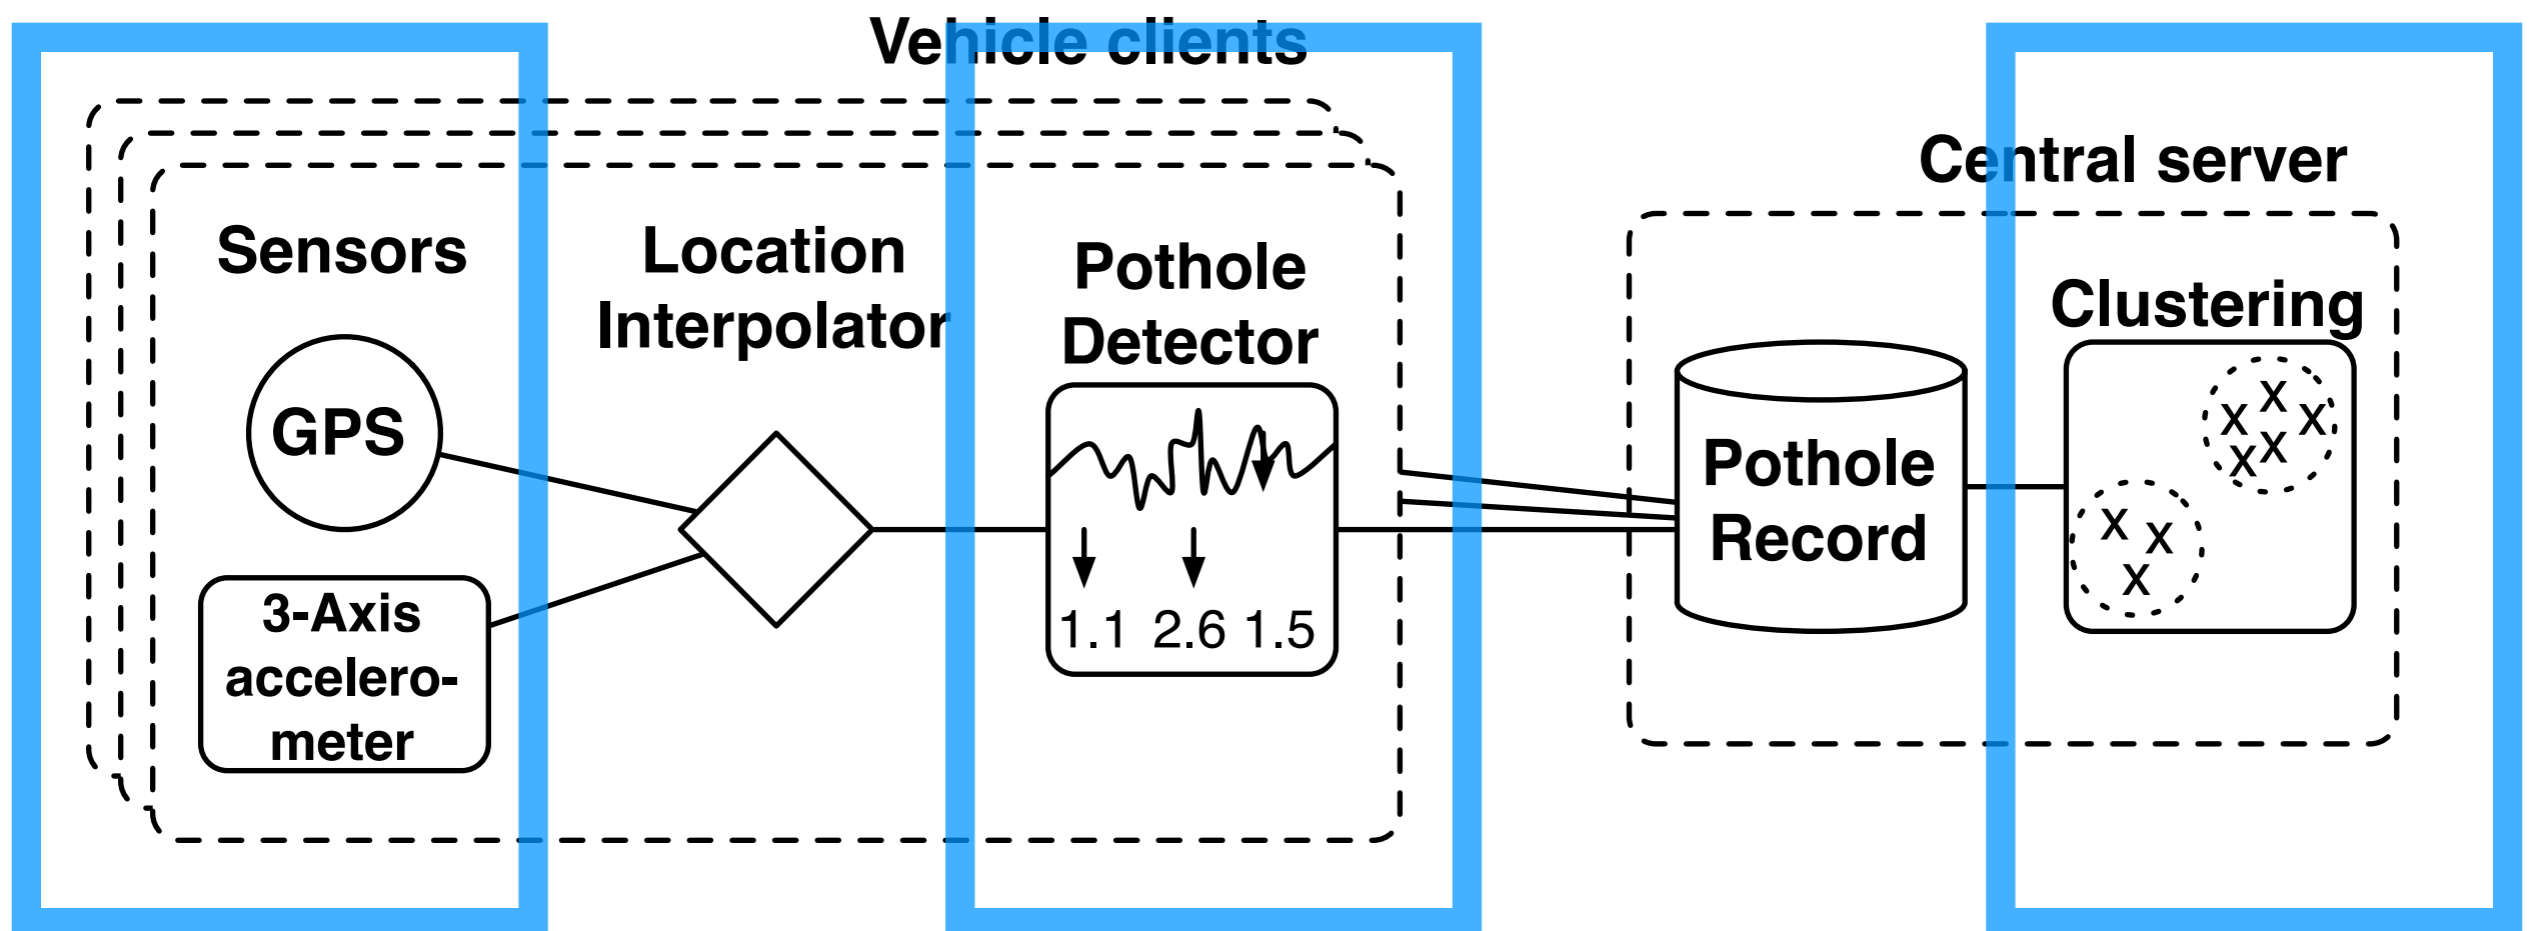 Vehicle clients
Central server
Sensors
Location
Interpolator
Pothole
Detector
Clustering
GPS
3-Axis
accelero-
meter
1.1 2.6 1.5
Pothole
Record
x
x x
x x
x x
x